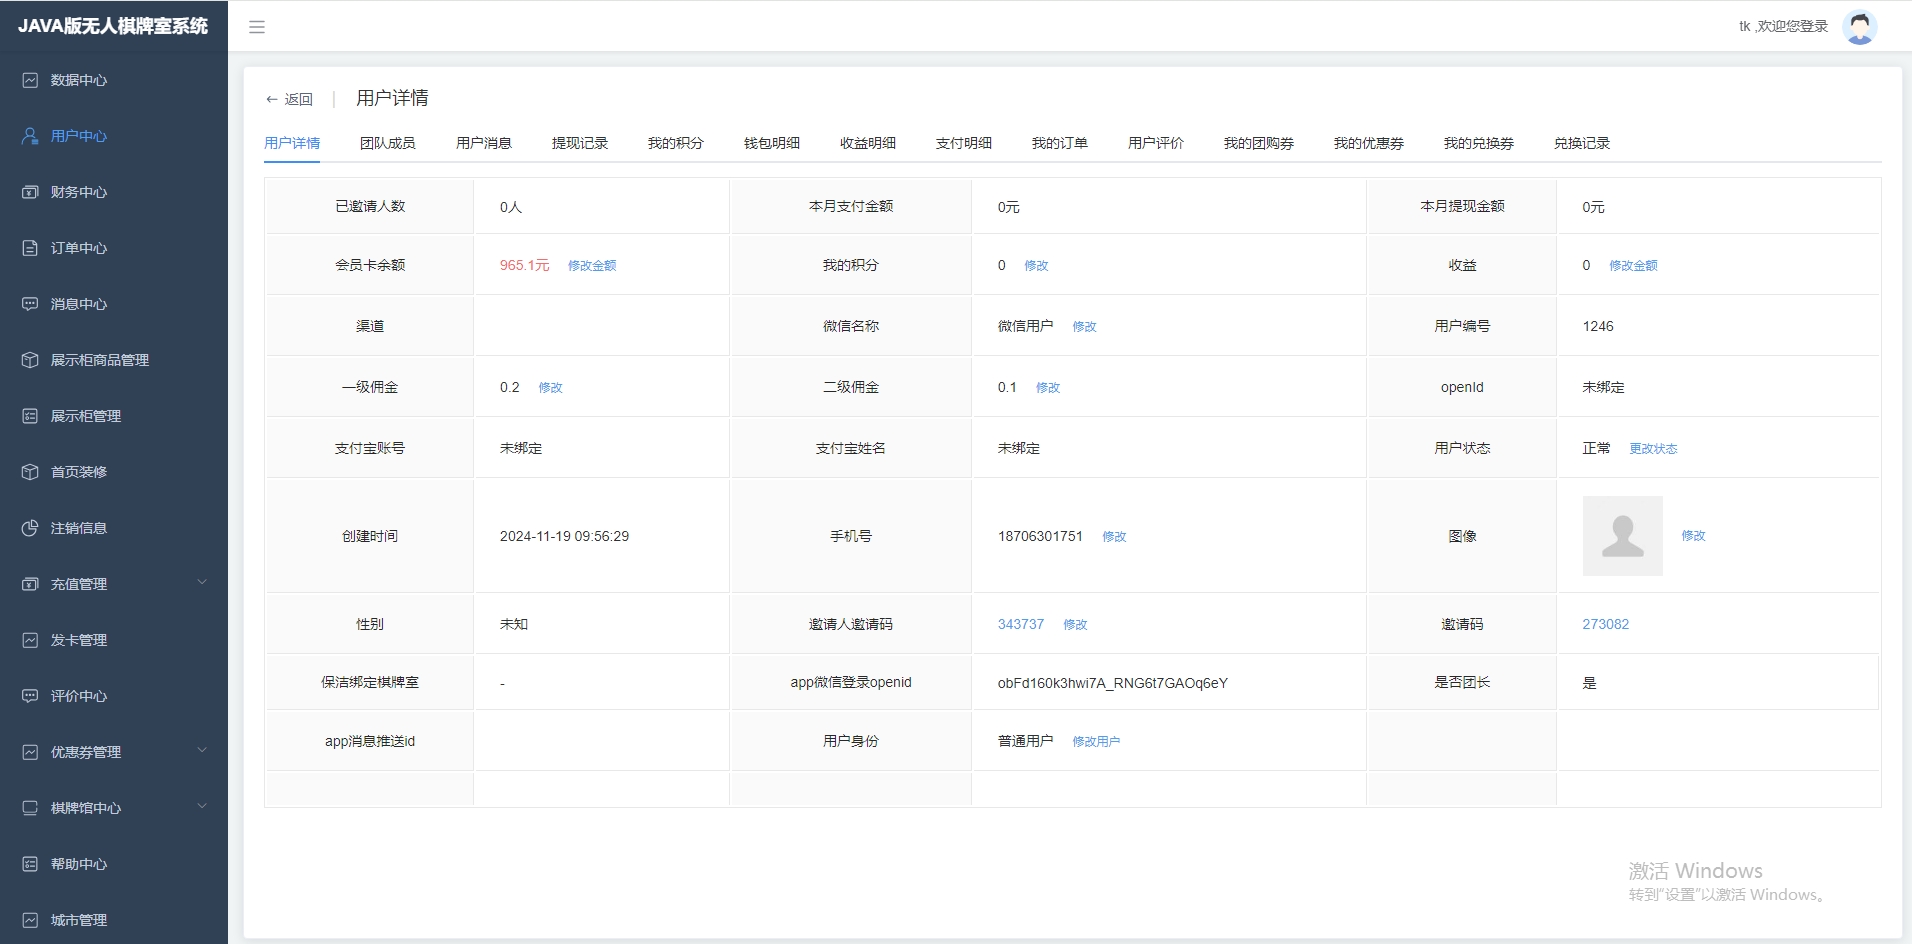 JAVA版无人棋牌室系统
tk ,欢迎您登录
数据中心
用户中心
财务中心
订单中心
消息中心
展示柜商品管理
展示柜管理
首页装修
注销信息
充值管理
发卡管理
评价中心
优惠券管理
棋牌馆中心
帮助中心
城市管理
← 返回 | 用户详情
用户详情 团队成员 用户消息 提现记录 我的积分 钱包明细 收益明细 支付明细 我的订单 用户评价 我的团购券 我的优惠券 我的兑换券 兑换记录
已邀请人数 0人 本月支付金额 0元 本月提现金额 0元
会员卡余额 965.1元 修改金额 我的积分 0 修改 收益 0 修改金额
渠道 微信名称 微信用户 修改 用户编号 1246
一级佣金 0.2 修改 二级佣金 0.1 修改 openId 未绑定
支付宝账号 未绑定 支付宝姓名 未绑定 用户状态 正常 更改状态
创建时间 2024-11-19 09:56:29 手机号 18706301751 修改 图像 修改
性别 未知 邀请人邀请码 343737 修改 邀请码 273082
保洁绑定棋牌室 - app微信登录openid obFd160k3hwi7A_RNG6t7GAOq6eY 是否团长 是
app消息推送id 用户身份 普通用户 修改用户
激活 Windows
转到“设置”以激活 Windows。